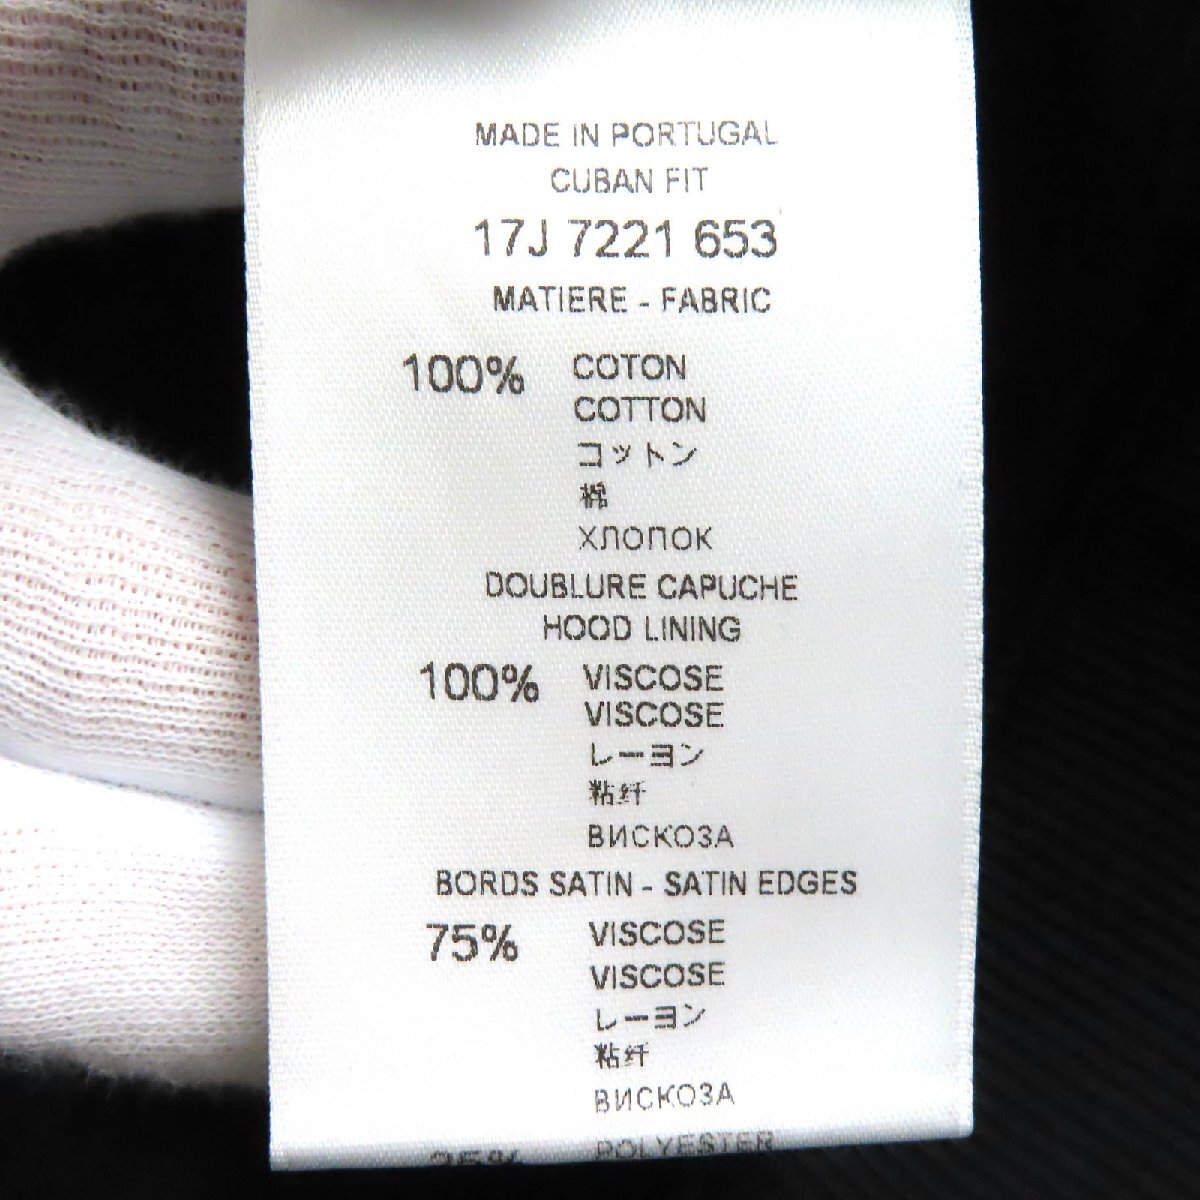 MADE IN PORTUGAL
CUBAN FIT
17J 7221 653
MATIERE - FABRIC
100% COTON
COTTON
コットン
棉
ХЛОПОК
DOUBLURE CAPUCHE
HOOD LINING
100% VISCOSE
VISCOSE
レーヨン
粘纤
ВИСКОЗА
BORDS SATIN - SATIN EDGES
75% VISCOSE
VISCOSE
レーヨン
粘纤
ВИСКОЗА
POLYESTER